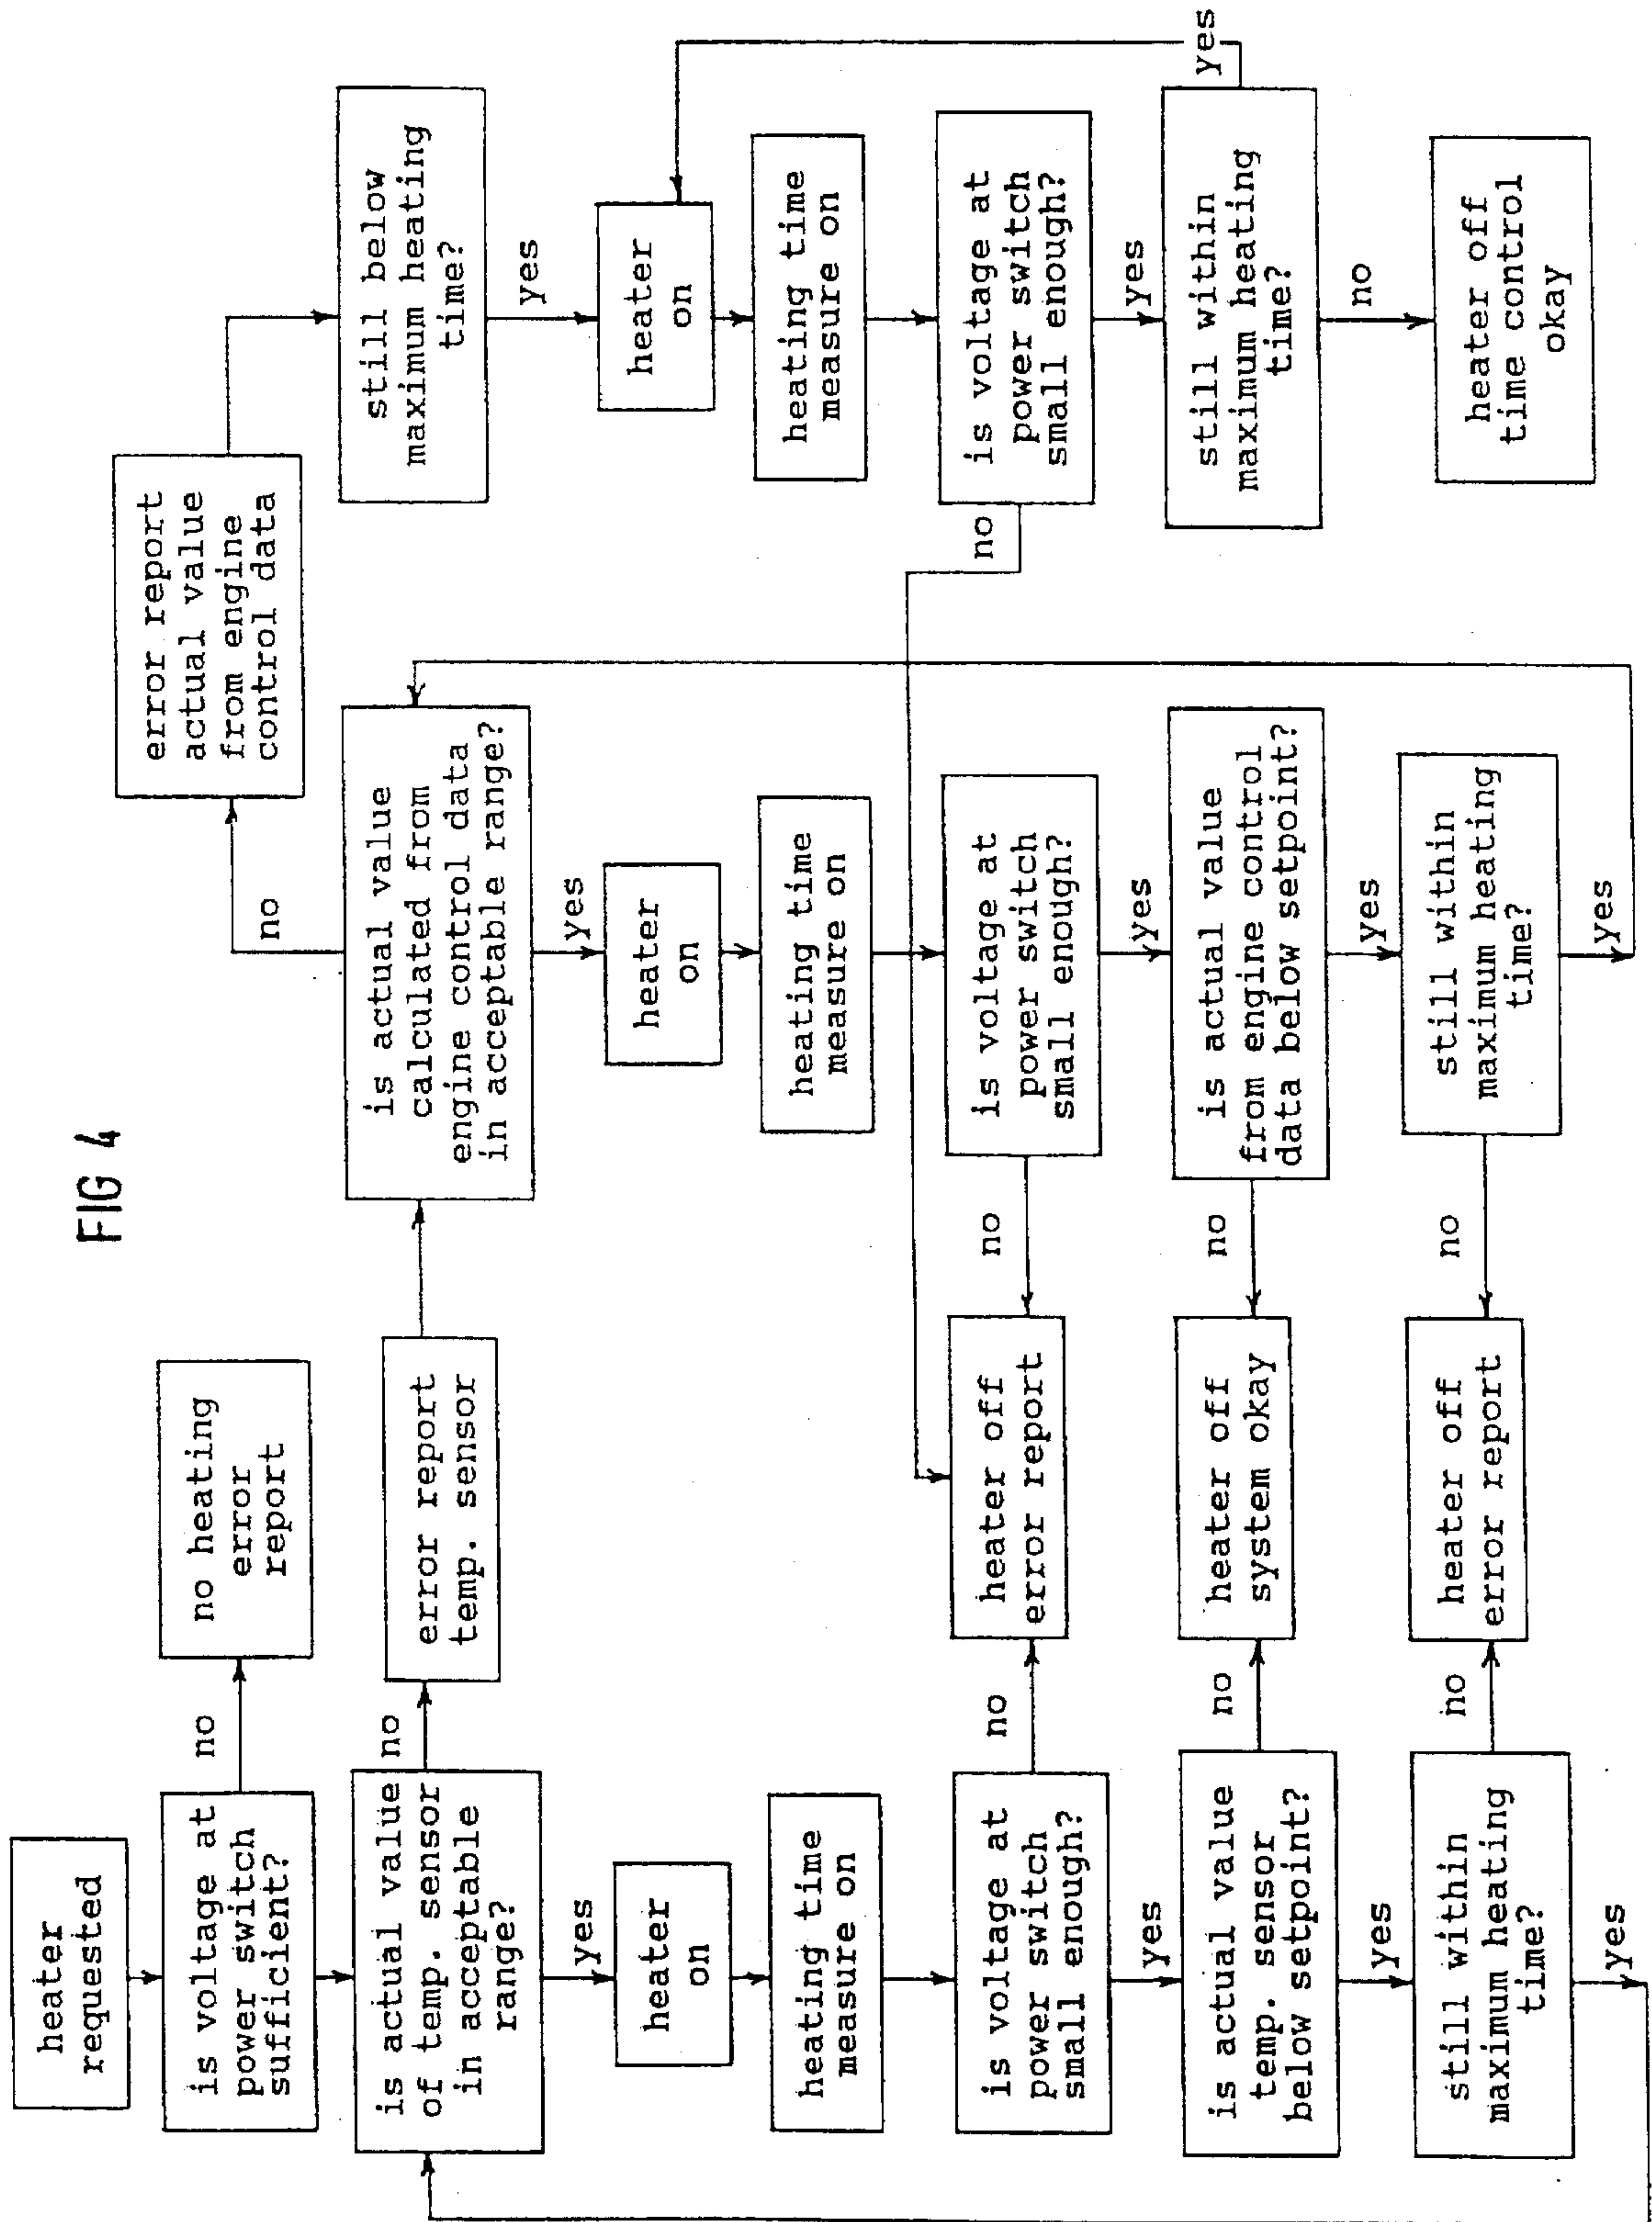 FIG 4
heater
requested
is voltage at
power switch
sufficient?
no
no heating
error
report
is actual value
of temp. sensor
in acceptable
range?
no
error report
temp. sensor
yes
heater
on
heating time
measure on
is voltage at
power switch
small enough?
no
heater off
error report
yes
is actual value
temp. sensor
below setpoint?
no
heater off
system okay
yes
still within
maximum heating
time?
no
heater off
error report
yes
is actual value
calculated from
engine control data
in acceptable range?
no
error report
actual value
from engine
control data
yes
heater
on
heating time
measure on
is voltage at
power switch
small enough?
no
yes
is actual value
from engine control
data below setpoint?
no
yes
still within
maximum heating
time?
no
yes
still below
maximum heating
time?
yes
heater
on
heating time
measure on
is voltage at
power switch
small enough?
no
yes
still within
maximum heating
time?
yes
no
heater off
time control
okay